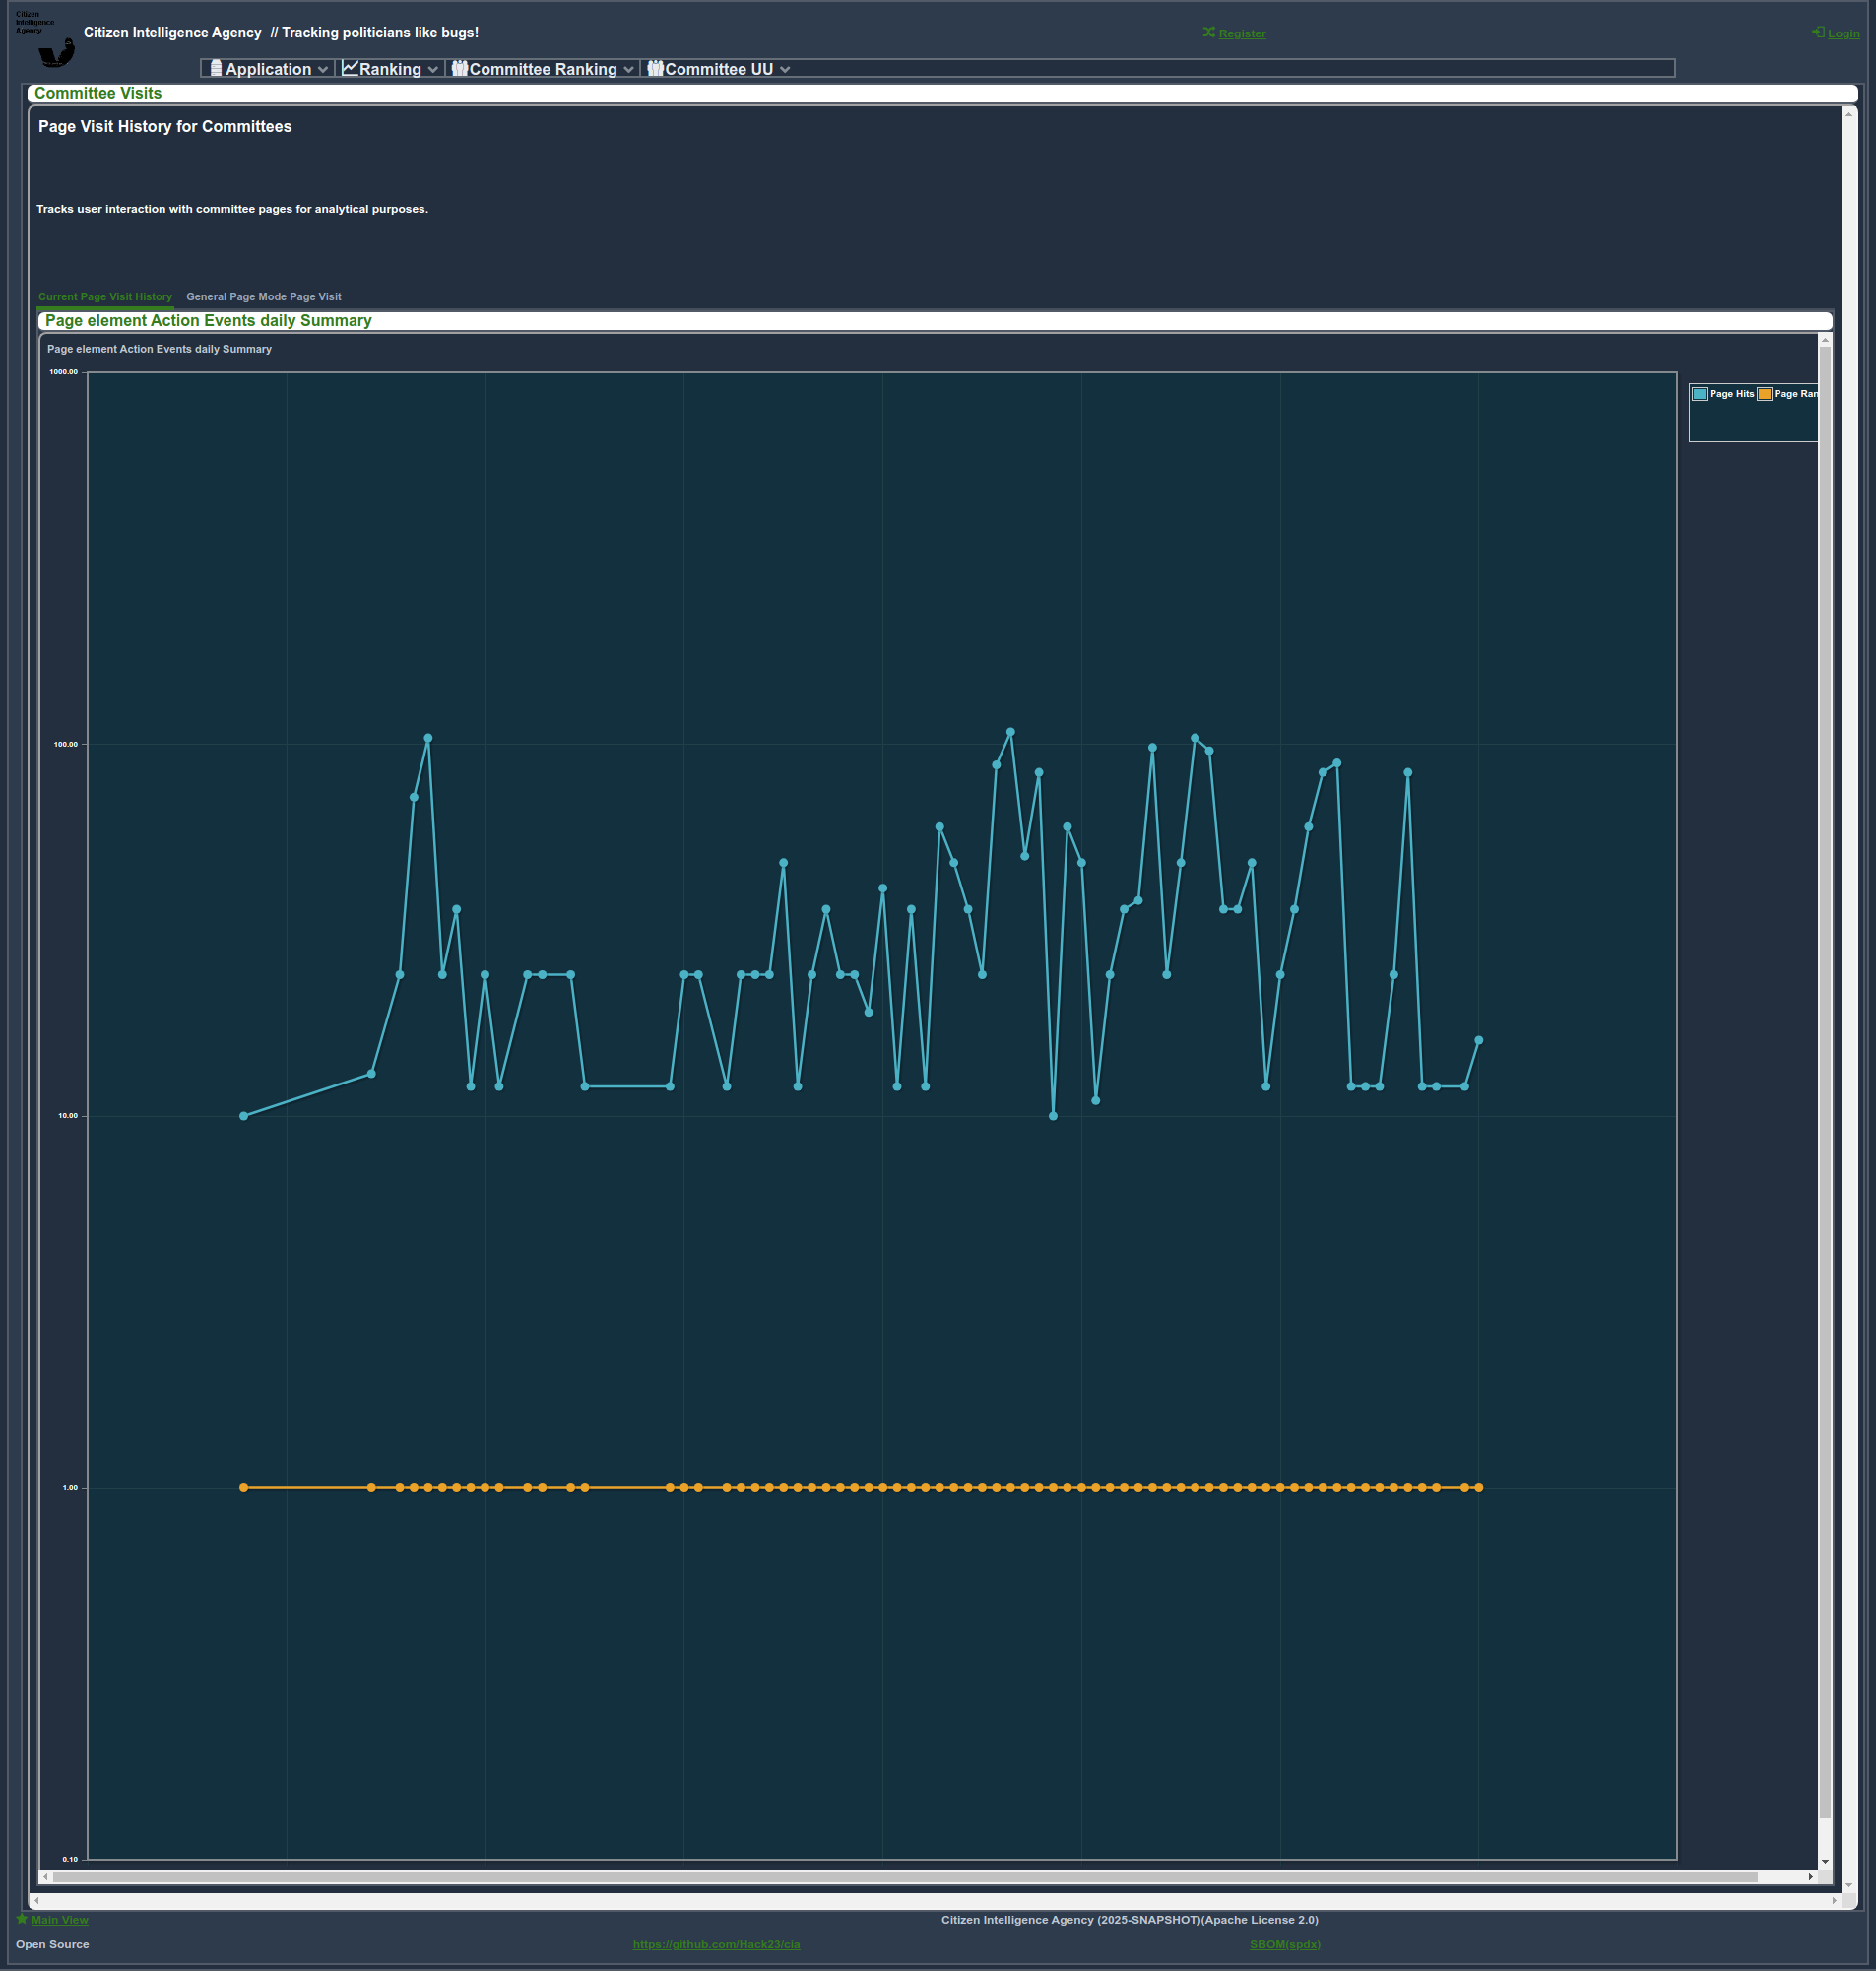 Citizen
Intelligence
Agency
Citizen Intelligence Agency // Tracking politicians like bugs!
Register
Login
Application
Ranking
Committee Ranking
Committee UU
Committee Visits
Page Visit History for Committees
Tracks user interaction with committee pages for analytical purposes.
Current Page Visit History
General Page Mode Page Visit
Page element Action Events daily Summary
Page element Action Events daily Summary
1000.00
Page Hits
Page Ran
100.00
10.00
1.00
0.10
Main View
Citizen Intelligence Agency (2025-SNAPSHOT)(Apache License 2.0)
Open Source
https://github.com/Hack23/cia
SBOM(spdx)